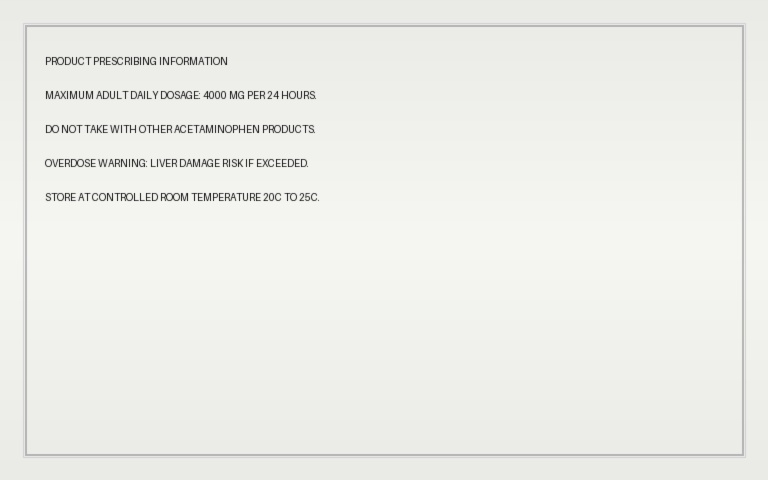 PRODUCT PRESCRIBING INFORMATION
MAXIMUM ADULT DAILY DOSAGE: 4000 MG PER 24 HOURS.
DO NOT TAKE WITH OTHER ACETAMINOPHEN PRODUCTS.
OVERDOSE WARNING: LIVER DAMAGE RISK IF EXCEEDED.
STORE AT CONTROLLED ROOM TEMPERATURE 20C TO 25C.